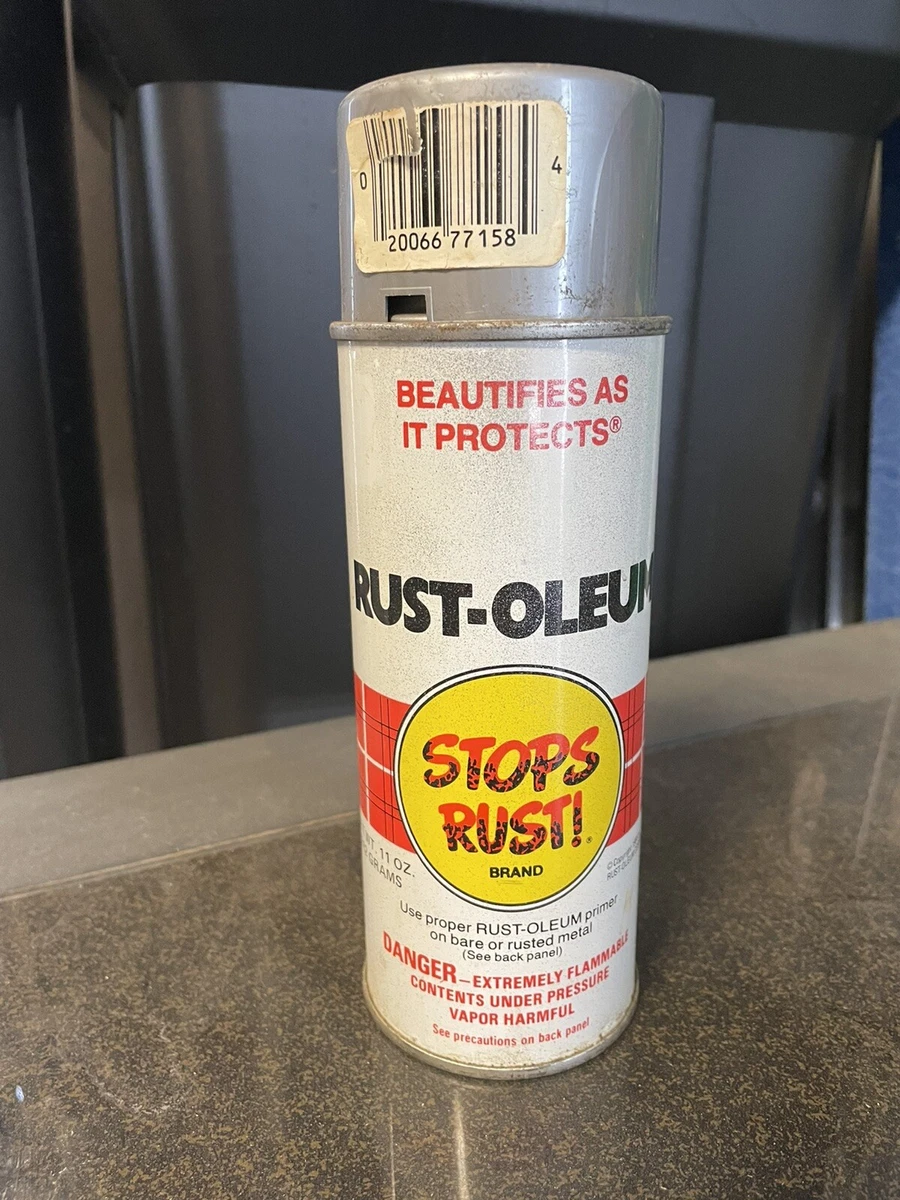 0 20066 77158 4
BEAUTIFIES AS
IT PROTECTS®
RUST-OLEUM
STOPS
RUST!®
BRAND
WT. 11 OZ.
GRAMS
Use proper RUST-OLEUM primer
on bare or rusted metal
(See back panel)
DANGER–EXTREMELY FLAMMABLE
CONTENTS UNDER PRESSURE
VAPOR HARMFUL
See precautions on back panel